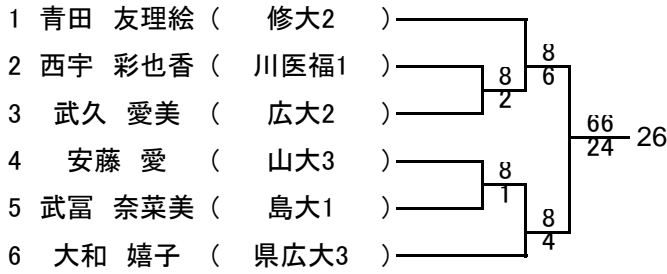 1 青田 友理絵 ( 修大2 )
2 西宇 彩也香 ( 川医福1 )
3 武久 愛美 ( 広大2 )
4 安藤 愛 ( 山大3 )
5 武冨 奈菜美 ( 島大1 )
6 大和 嬉子 ( 県広大3 )
8
2
8
6
8
1
8
4
66
24
26